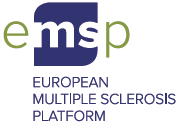 emsp
EUROPEAN
MULTIPLE SCLEROSIS
PLATFORM